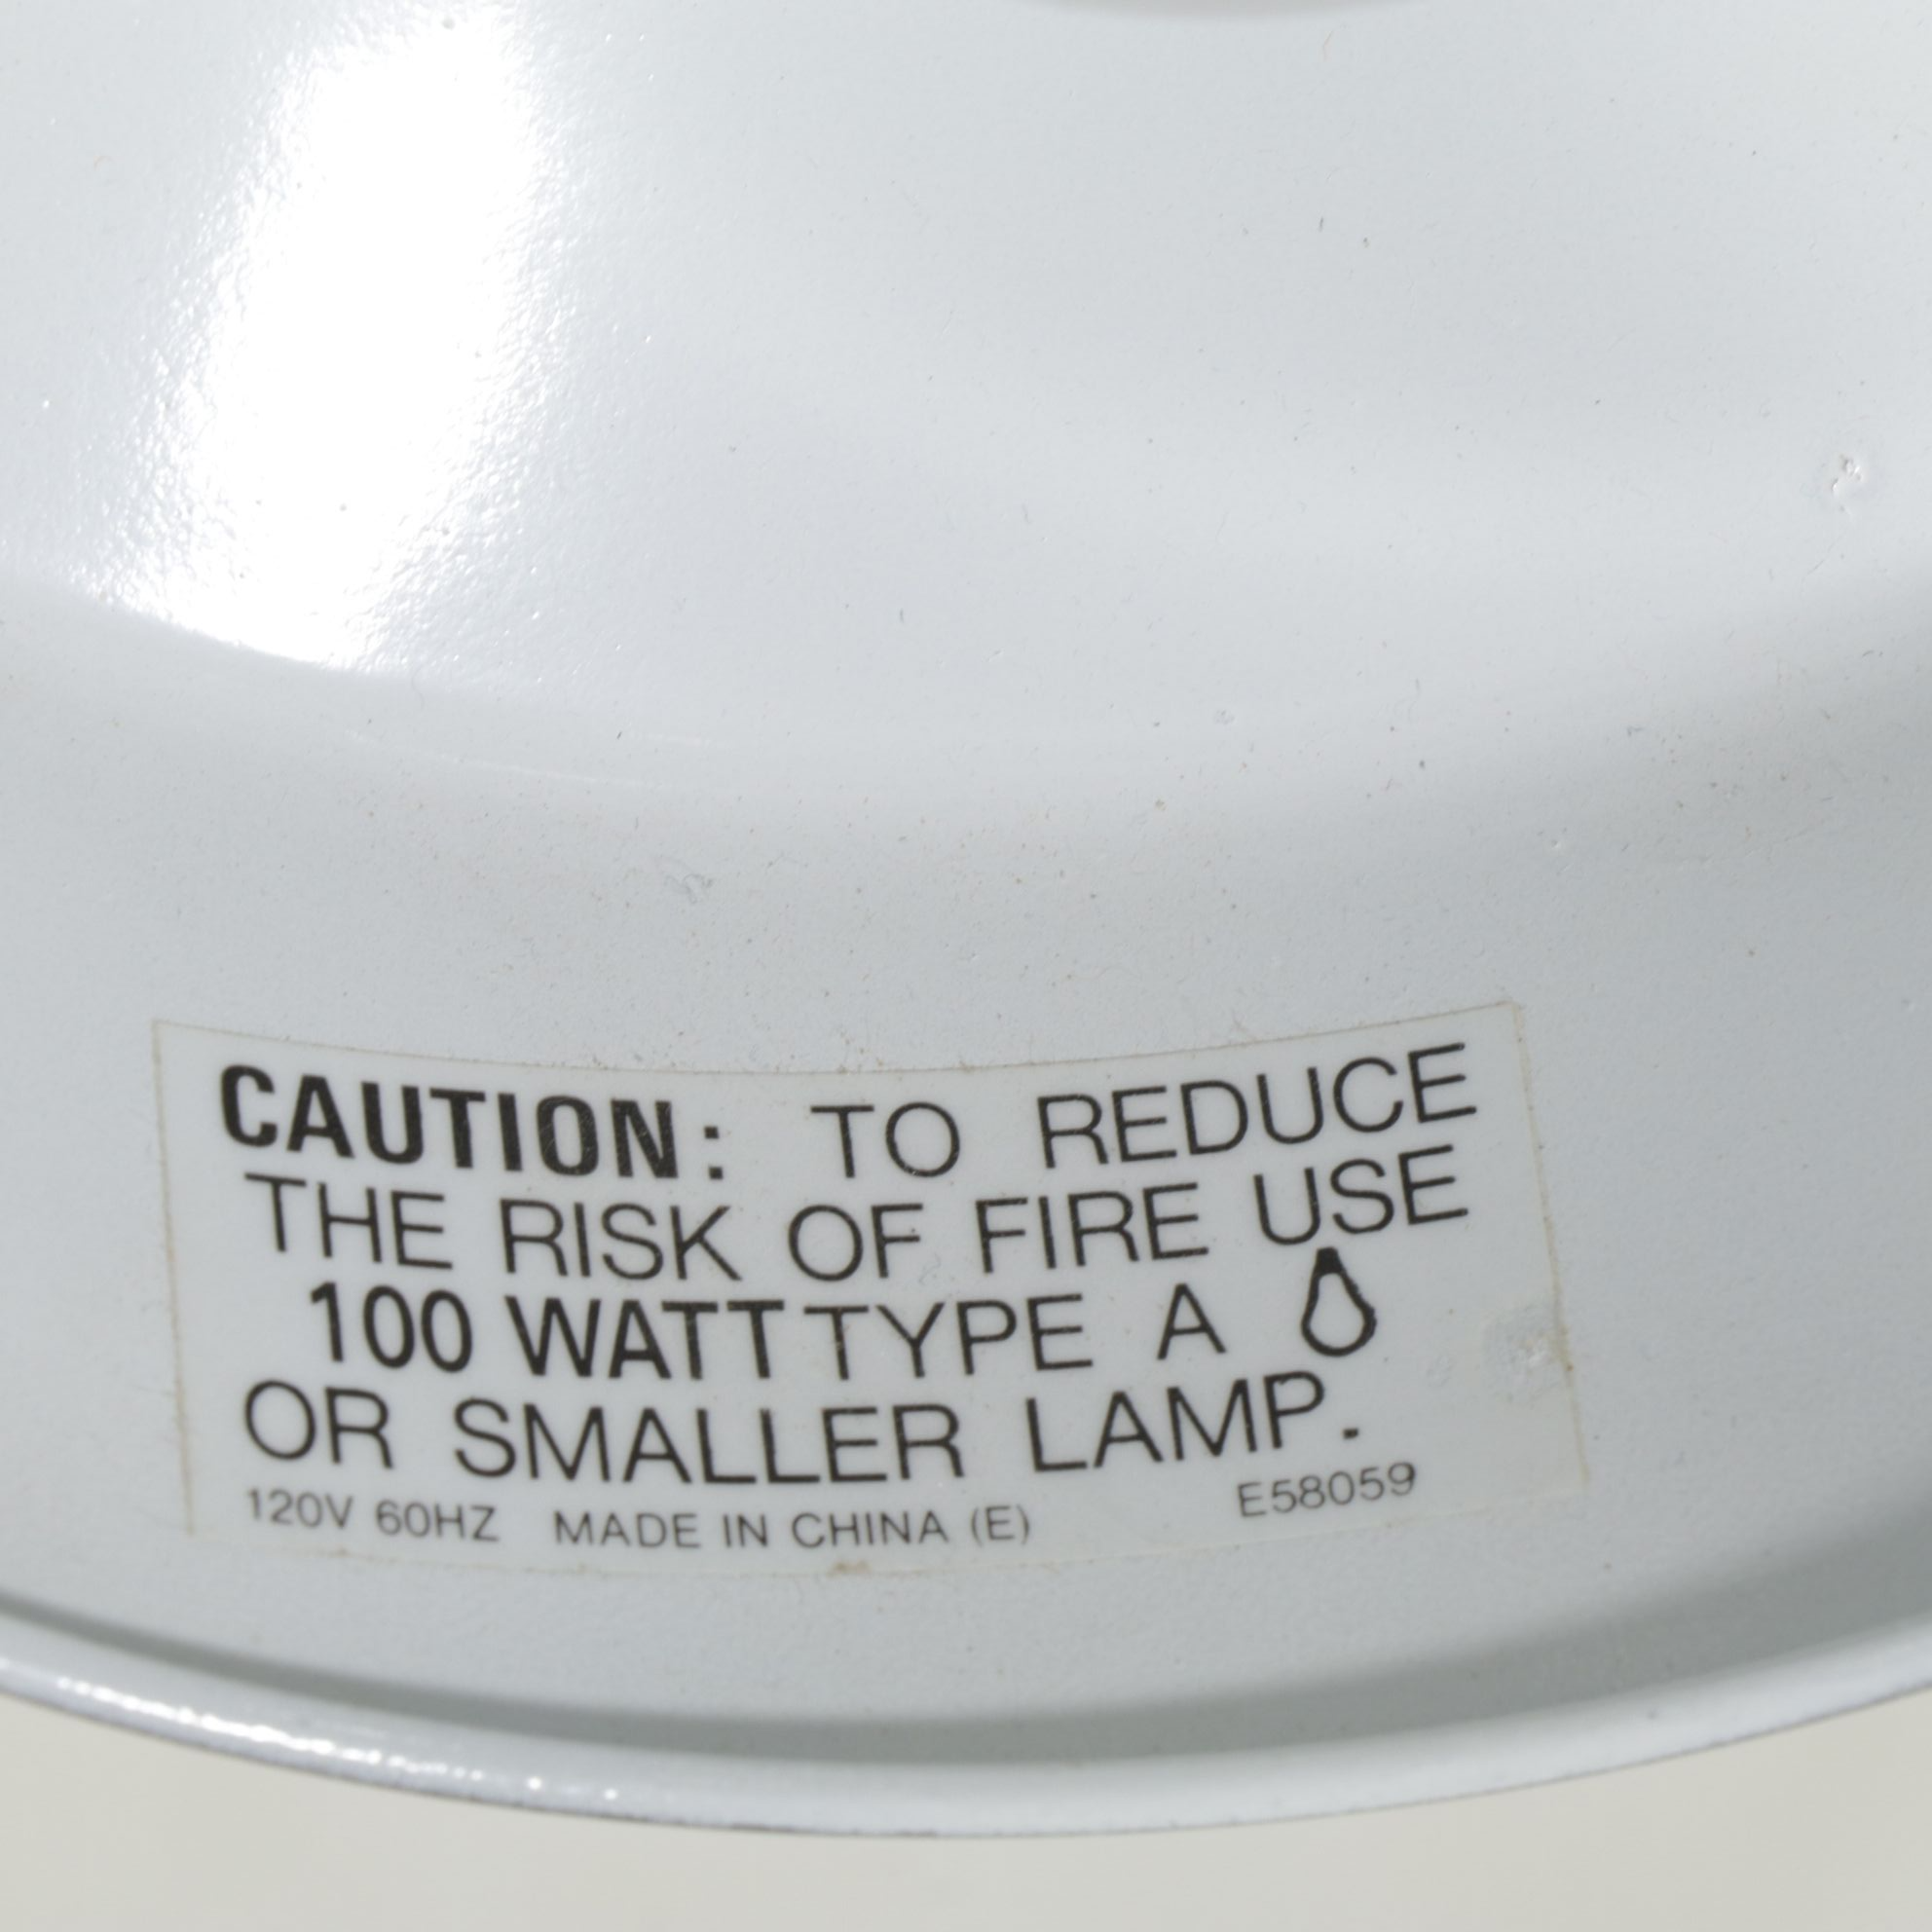 CAUTION: TO REDUCE
THE RISK OF FIRE USE
100 WATT TYPE A
OR SMALLER LAMP.
120V 60HZ MADE IN CHINA (E) E58059